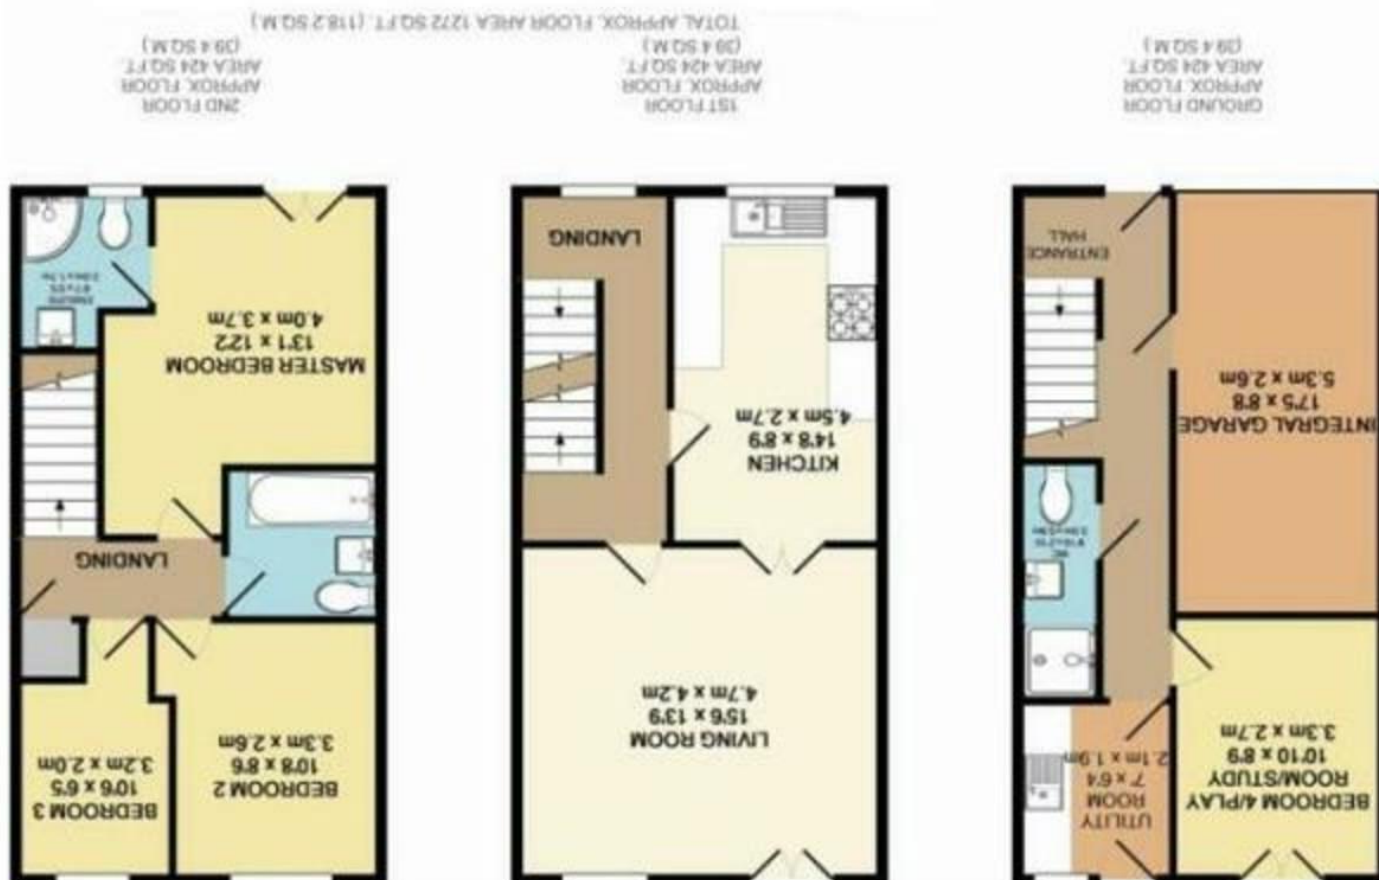 BEDROOM 4/PLAY
ROOM/STUDY
10'10 x 8'9
3.3m x 2.7m
UTILITY
ROOM
7' x 6'4
2.1m x 1.9m
WC
INTEGRAL GARAGE
17'5 x 8'8
5.3m x 2.6m
ENTRANCE
HALL
GROUND FLOOR
APPROX. FLOOR
AREA 424 SQ.FT.
(39.4 SQ.M.)
LIVING ROOM
15'6 x 13'9
4.7m x 4.2m
KITCHEN
14'8 x 8'9
4.5m x 2.7m
LANDING
1ST FLOOR
APPROX. FLOOR
AREA 424 SQ.FT.
(39.4 SQ.M.)
BEDROOM 2
10'8 x 8'6
3.3m x 2.6m
BEDROOM 3
10'6 x 6'5
3.2m x 2.0m
LANDING
MASTER BEDROOM
13'1 x 12'2
4.0m x 3.7m
ENSUITE
2ND FLOOR
APPROX. FLOOR
AREA 424 SQ.FT.
(39.4 SQ.M.)
TOTAL APPROX. FLOOR AREA 1272 SQ.FT. (118.2 SQ.M.)